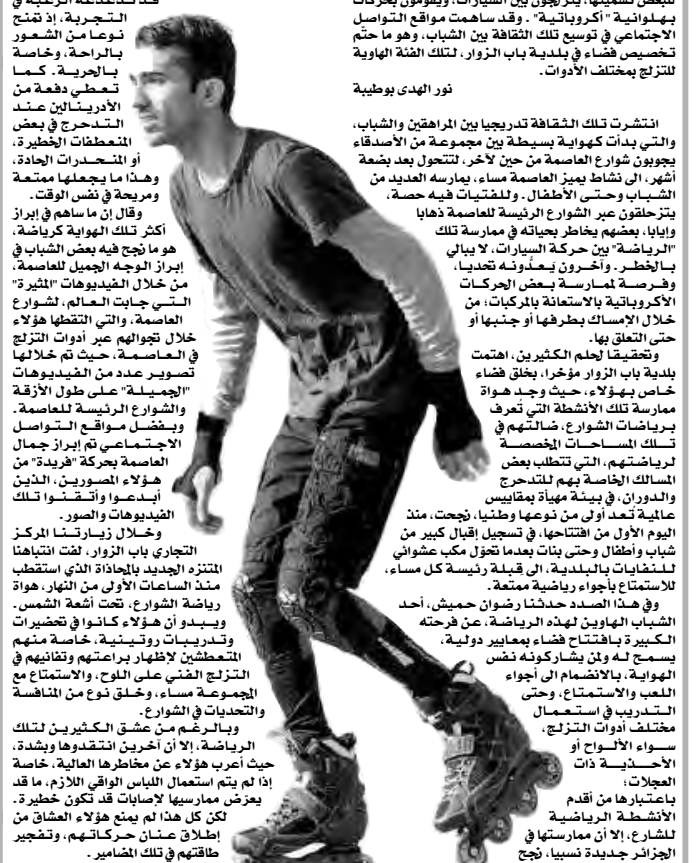 للبعض تسميتها، يتزلجون بين السيارات، ويقومون بحركات
بهلوانية "أكروباتية". وقد ساهمت مواقع التواصل
الاجتماعي في توسيع تلك الثقافة بين الشباب، وهو ما حتّم
تخصيص فضاء في بلدية باب الزوار، لتلك الفئة الهاوية
للتزلج بمختلف الأدوات.
نور الهدى بوطيبة
انتشرت تلك الثقافة تدريجيا بين المراهقين والشباب،
والتي بدأت كهواية بسيطة بين مجموعة من الأصدقاء
يجوبون شوارع العاصمة من حين لآخر، لتتحول بعد بضعة
أشهر، الى نشاط يميز العاصمة مساء، يمارسه العديد من
الشباب وحتى الأطفال. وللفتيات فيه حصة،
يتزحلقون عبر الشوارع الرئيسة للعاصمة ذهابا
وإيابا، بعضهم يخاطر بحياته في ممارسة تلك
"الرياضة" بين حركة السيارات، لا يبالي
بالخطر. وآخرون يَعدُّونه تحديا،
وفرصة لممارسة بعض الحركات
الأكروباتية بالاستعانة بالمركبات؛ من
خلال الإمساك بطرفها أو جنبها أو
حتى التعلق بها.
وتحقيقا لحلم الكثيرين، اهتمت
بلدية باب الزوار مؤخرا، بخلق فضاء
خاص بهؤلاء، حيث وجد هواة
ممارسة تلك الأنشطة التي تُعرف
برياضات الشوارع، ضالتهم في
تلك المساحات المخصصة
لرياضتهم، التي تتطلب بعض
المسالك الخاصة بهم للتدحرج
والدوران، في بيئة مهيأة بمقاييس
عالمية تعد أولى من نوعها وطنيا، نجحت، منذ
اليوم الأول من افتتاحها، في تسجيل إقبال كبير من
شباب وأطفال وحتى بنات بعدما تحوّل مكب عشوائي
للنفايات بالبلدية، الى قبلة رئيسة كل مساء،
للاستمتاع بأجواء رياضية ممتعة.
وفي هذا الصدد حدثنا رضوان حميش، أحد
الشباب الهاوين لهذه الرياضة، عن فرحته
الكبيرة بافتتاح فضاء بمعايير دولية،
يسمح له ولمن يشاركونه نفس
الهواية، بالانضمام الى أجواء
اللعب والاستمتاع، وحتى
التدريب في استعمال
مختلف أدوات التزلج،
سواء الألواح أو
الأحذية ذات
العجلات؛
باعتبارها من أقدم
الأنشطة الرياضية
للشارع، إلا أن ممارستها في
الجزائر جديدة نسبيا، نجح
التجربة، إذ تمنح
نوعا من الشعور
بالراحة، وخاصة
بالحرية. كما
تعطي دفعة من
الأدرينالين عند
التدحرج في بعض
المنعطفات الخطيرة،
أو المنحدرات الحادة،
وهذا ما يجعلها ممتعة
ومريحة في نفس الوقت.
وقال إن ما ساهم في إبراز
أكثر تلك الهواية كرياضة،
هو ما نجح فيه بعض الشباب في
إبراز الوجه الجميل للعاصمة،
من خلال الفيديوهات "المثيرة"
التي جابت العالم، لشوارع
العاصمة، والتي التقطها هؤلاء
خلال تجوالهم عبر أدوات التزلج
في العاصمة، حيث تم خلالها
تصوير عدد من الفيديوهات
"الجميلة" على طول الأزقة
والشوارع الرئيسة للعاصمة.
وبفضل مواقع التواصل
الاجتماعي تم إبراز جمال
العاصمة بحركة "فريدة" من
هؤلاء المصورين، الذين
أبدعوا وأتقنوا تلك
الفيديوهات والصور.
وخلال زيارتنا المركز
التجاري باب الزوار، لفت انتباهنا
المتنزه الجديد بالمحاذاة الذي استقطب
منذ الساعات الأولى من النهار، هواة
رياضة الشوارع، تحت أشعة الشمس.
ويبدو أن هؤلاء كانوا في تحضيرات
وتدريبات روتينية، خاصة منهم
المتعطشين لإظهار براعتهم وتفانيهم في
التزلج الفني على اللوح، والاستمتاع مع
المجموعة مساء، وخلق نوع من المنافسة
والتحديات في الشوارع.
وبالرغم من عشق الكثيرين لتلك
الرياضة، إلا أن آخرين انتقدوها وبشدة،
حيث أعرب هؤلاء عن مخاطرها العالية، خاصة
إذا لم يتم استعمال اللباس الواقي اللازم، ما قد
يعرّض ممارسيها لإصابات قد تكون خطيرة.
لكن كل هذا لم يمنع هؤلاء العشاق من
إطلاق عنان حركاتهم، وتفجير
طاقتهم في تلك المضامير.